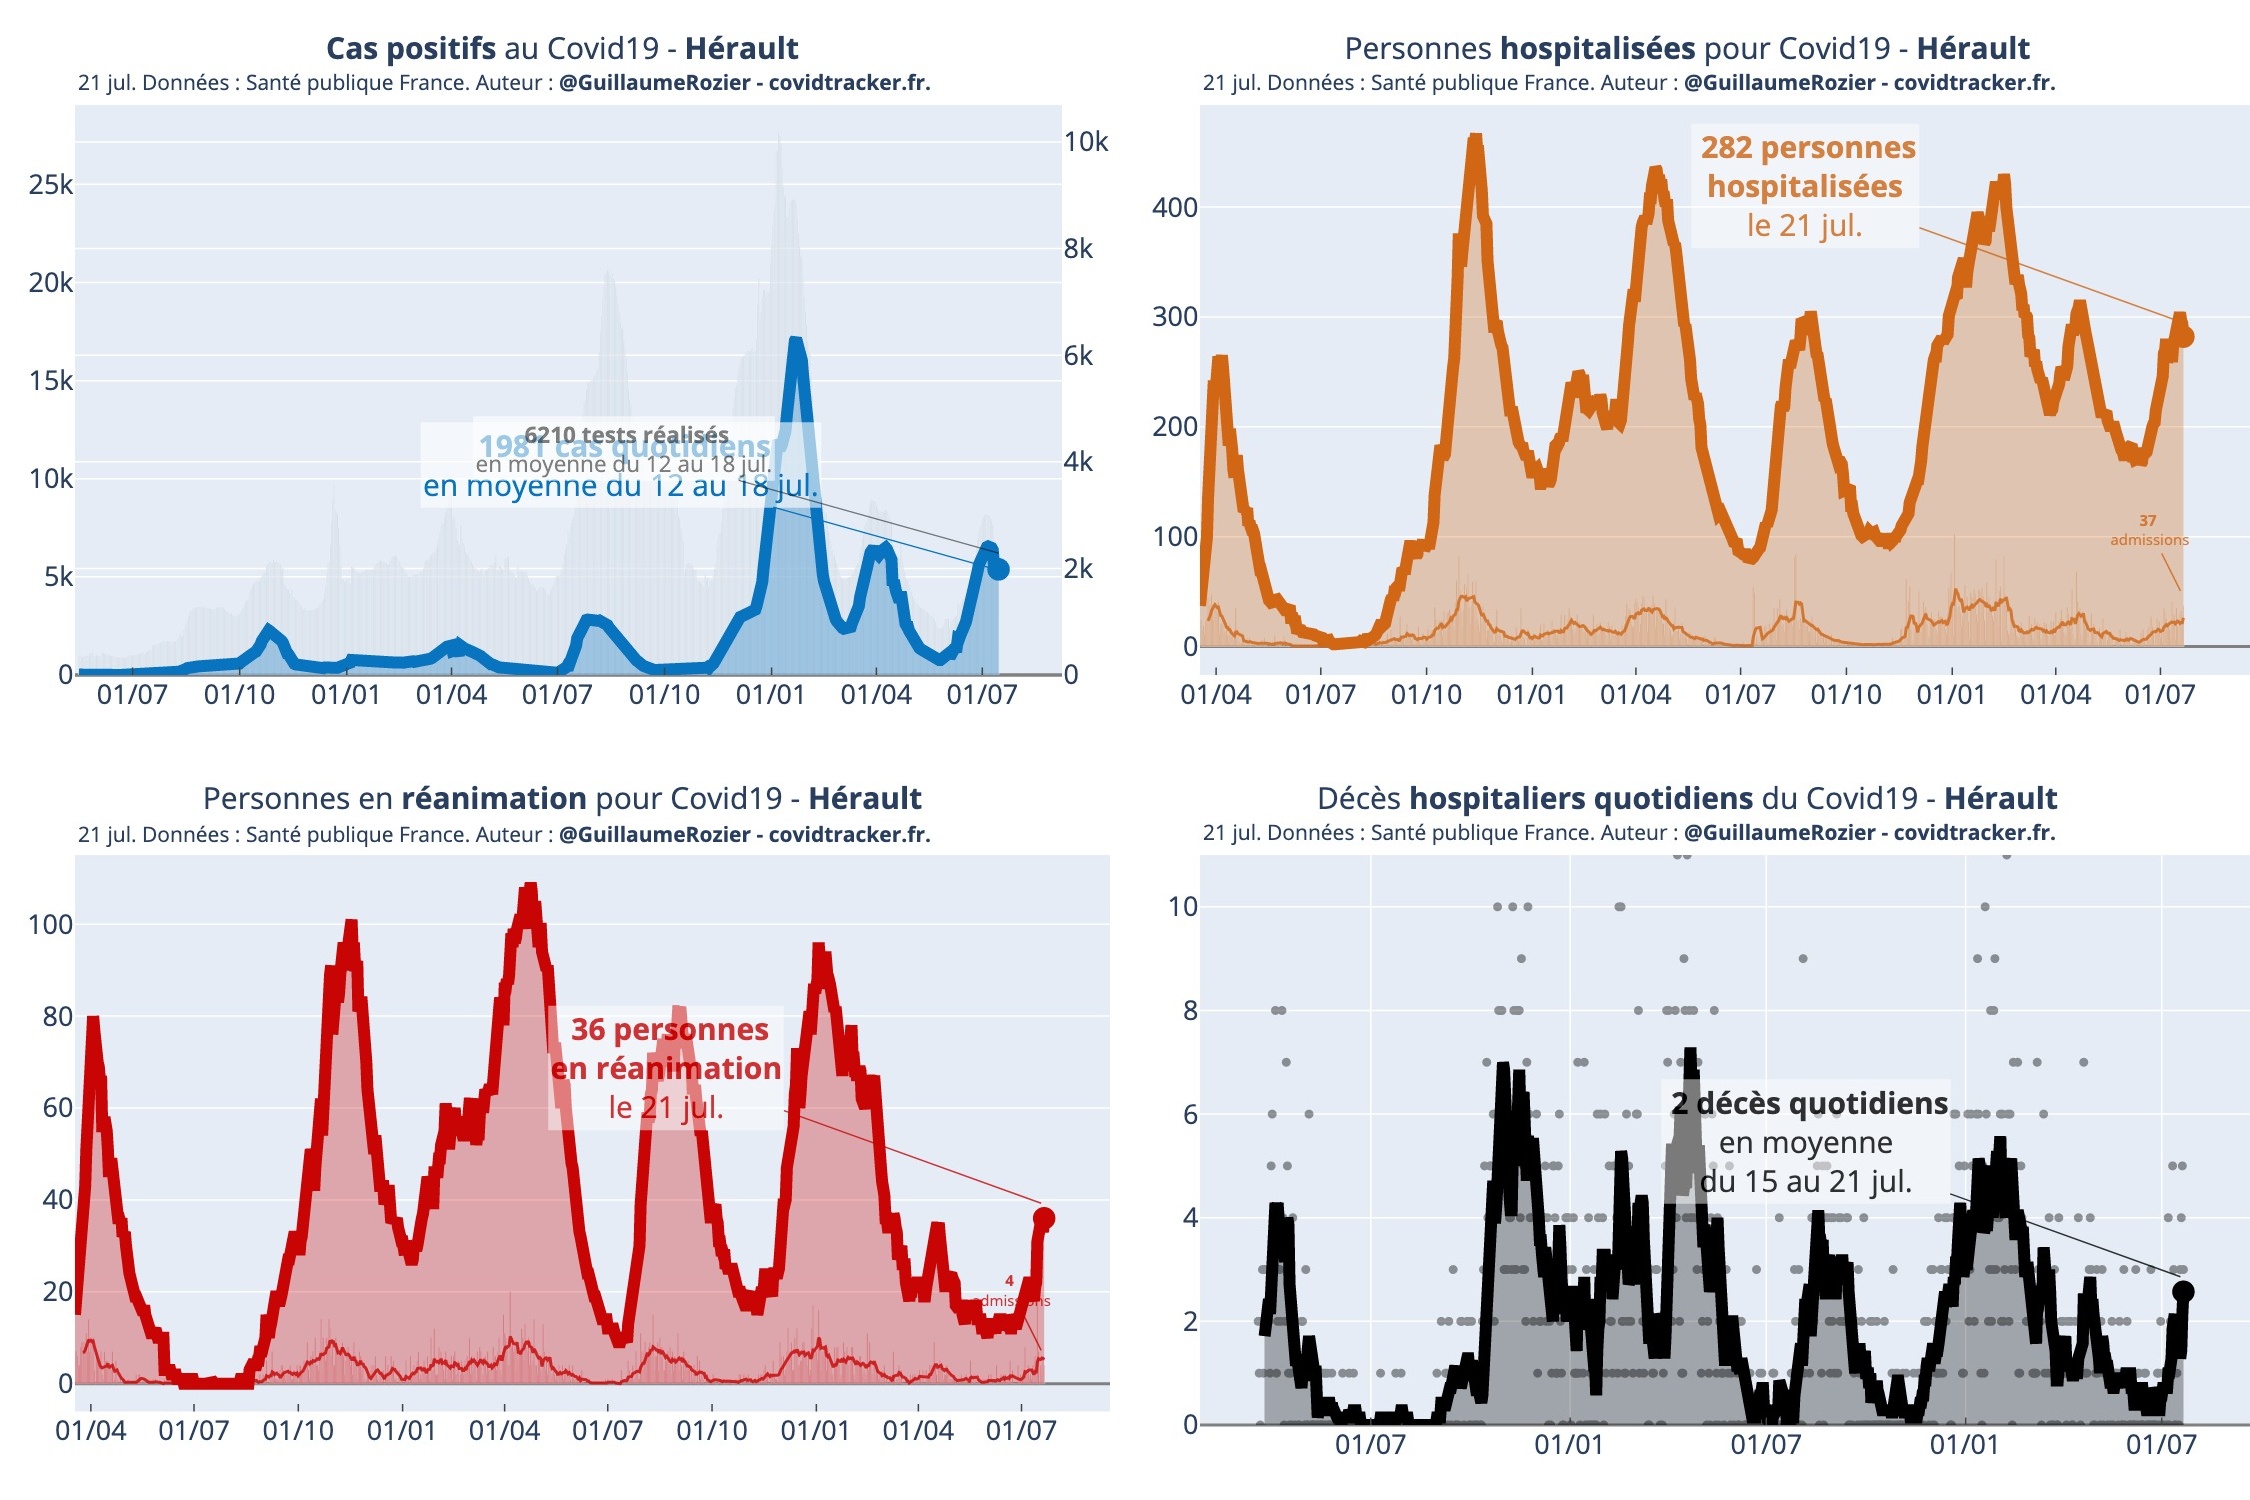 Cas positifs au Covid19 - Hérault
21 jul. Données : Santé publique France. Auteur : @GuillaumeRozier - covidtracker.fr.
25k
20k
15k
10k
5k
0
10k
8k
6k
4k
2k
0
6210 tests réalisés
en moyenne du 12 au 18 jul.
1981 cas quotidiens
en moyenne du 12 au 18 jul.
01/07 01/10 01/01 01/04 01/07 01/10 01/01 01/04 01/07
Personnes hospitalisées pour Covid19 - Hérault
21 jul. Données : Santé publique France. Auteur : @GuillaumeRozier - covidtracker.fr.
400
300
200
100
0
282 personnes
hospitalisées
le 21 jul.
37
admissions
01/04 01/07 01/10 01/01 01/04 01/07 01/10 01/01 01/04 01/07
Personnes en réanimation pour Covid19 - Hérault
21 jul. Données : Santé publique France. Auteur : @GuillaumeRozier - covidtracker.fr.
100
80
60
40
20
0
36 personnes
en réanimation
le 21 jul.
4
admissions
01/04 01/07 01/10 01/01 01/04 01/07 01/10 01/01 01/04 01/07
Décès hospitaliers quotidiens du Covid19 - Hérault
21 jul. Données : Santé publique France. Auteur : @GuillaumeRozier - covidtracker.fr.
10
8
6
4
2
0
2 décès quotidiens
en moyenne
du 15 au 21 jul.
01/07 01/01 01/07 01/01 01/07